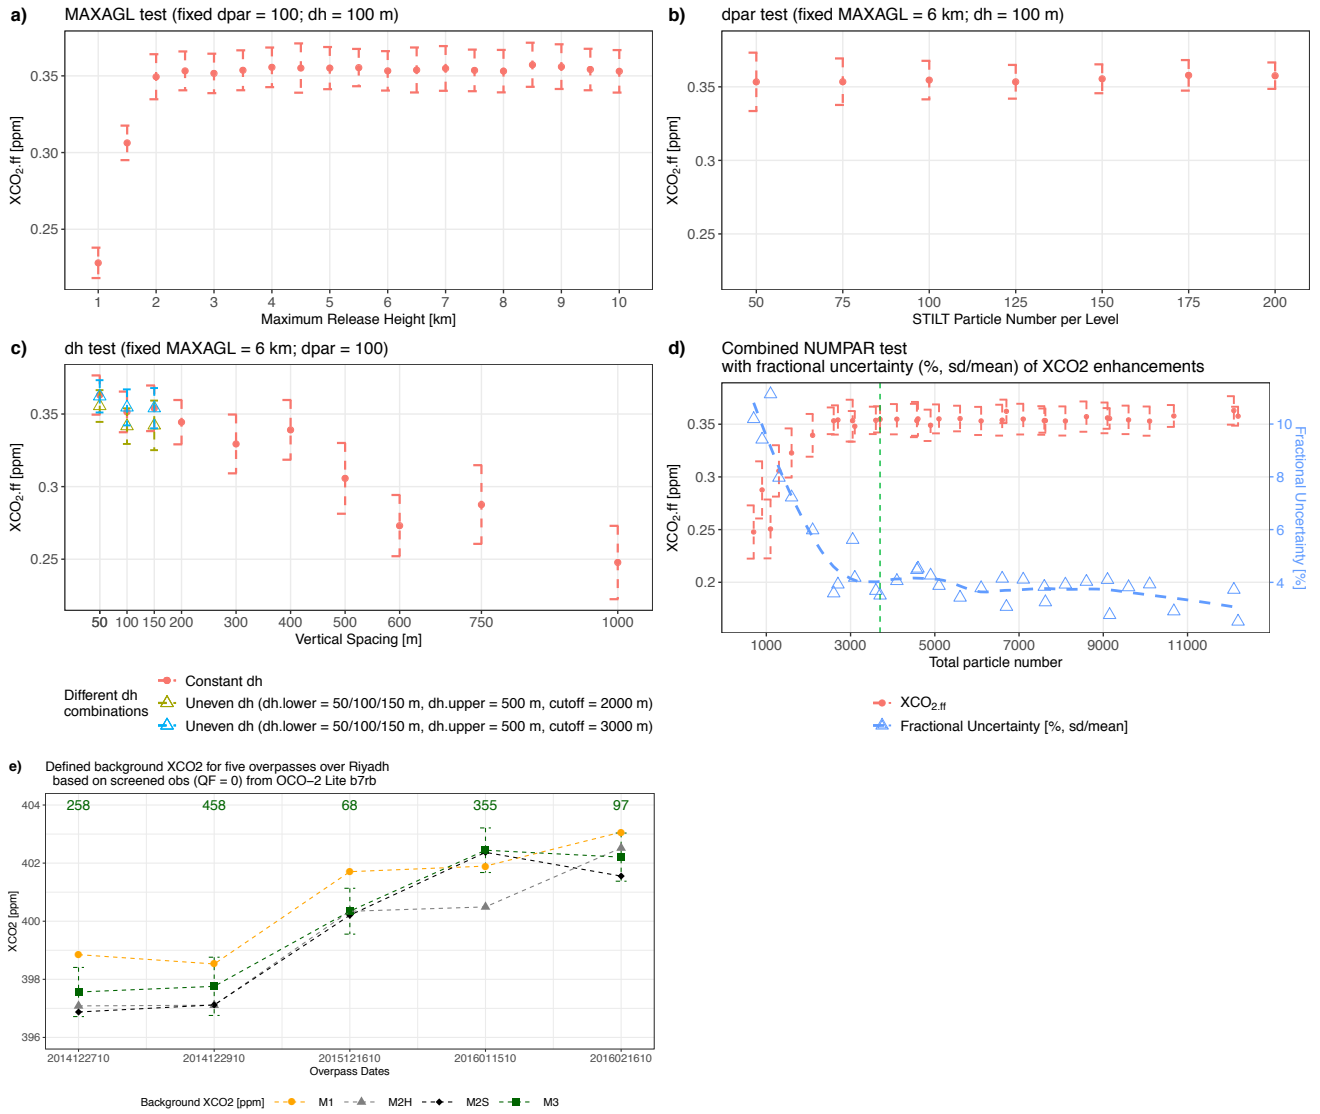 a) MAXAGL test (fixed dpar = 100; dh = 100 m)
XCO2.ff [ppm]
0.35
0.30
0.25
1 2 3 4 5 6 7 8 9 10
Maximum Release Height [km]
b) dpar test (fixed MAXAGL = 6 km; dh = 100 m)
XCO2.ff [ppm]
0.35
0.3
0.25
50 75 100 125 150 175 200
STILT Particle Number per Level
c) dh test (fixed MAXAGL = 6 km; dpar = 100)
XCO2.ff [ppm]
0.35
0.3
0.25
50 100 150 200 300 400 500 600 750 1000
Vertical Spacing [m]
Different dh
combinations
Constant dh
Uneven dh (dh.lower = 50/100/150 m, dh.upper = 500 m, cutoff = 2000 m)
Uneven dh (dh.lower = 50/100/150 m, dh.upper = 500 m, cutoff = 3000 m)
d) Combined NUMPAR test
with fractional uncertainty (%, sd/mean) of XCO2 enhancements
XCO2.ff [ppm]
0.35
0.3
0.25
0.2
10
8
6
4
Fractional Uncertainty [%]
1000 3000 5000 7000 9000 11000
Total particle number
XCO2.ff
Fractional Uncertainty [%, sd/mean]
e) Defined background XCO2 for five overpasses over Riyadh
based on screened obs (QF = 0) from OCO−2 Lite b7rb
258 458 68 355 97
XCO2 [ppm]
404
402
400
398
396
2014122710 2014122910 2015121610 2016011510 2016021610
Overpass Dates
Background XCO2 [ppm] M1 M2H M2S M3